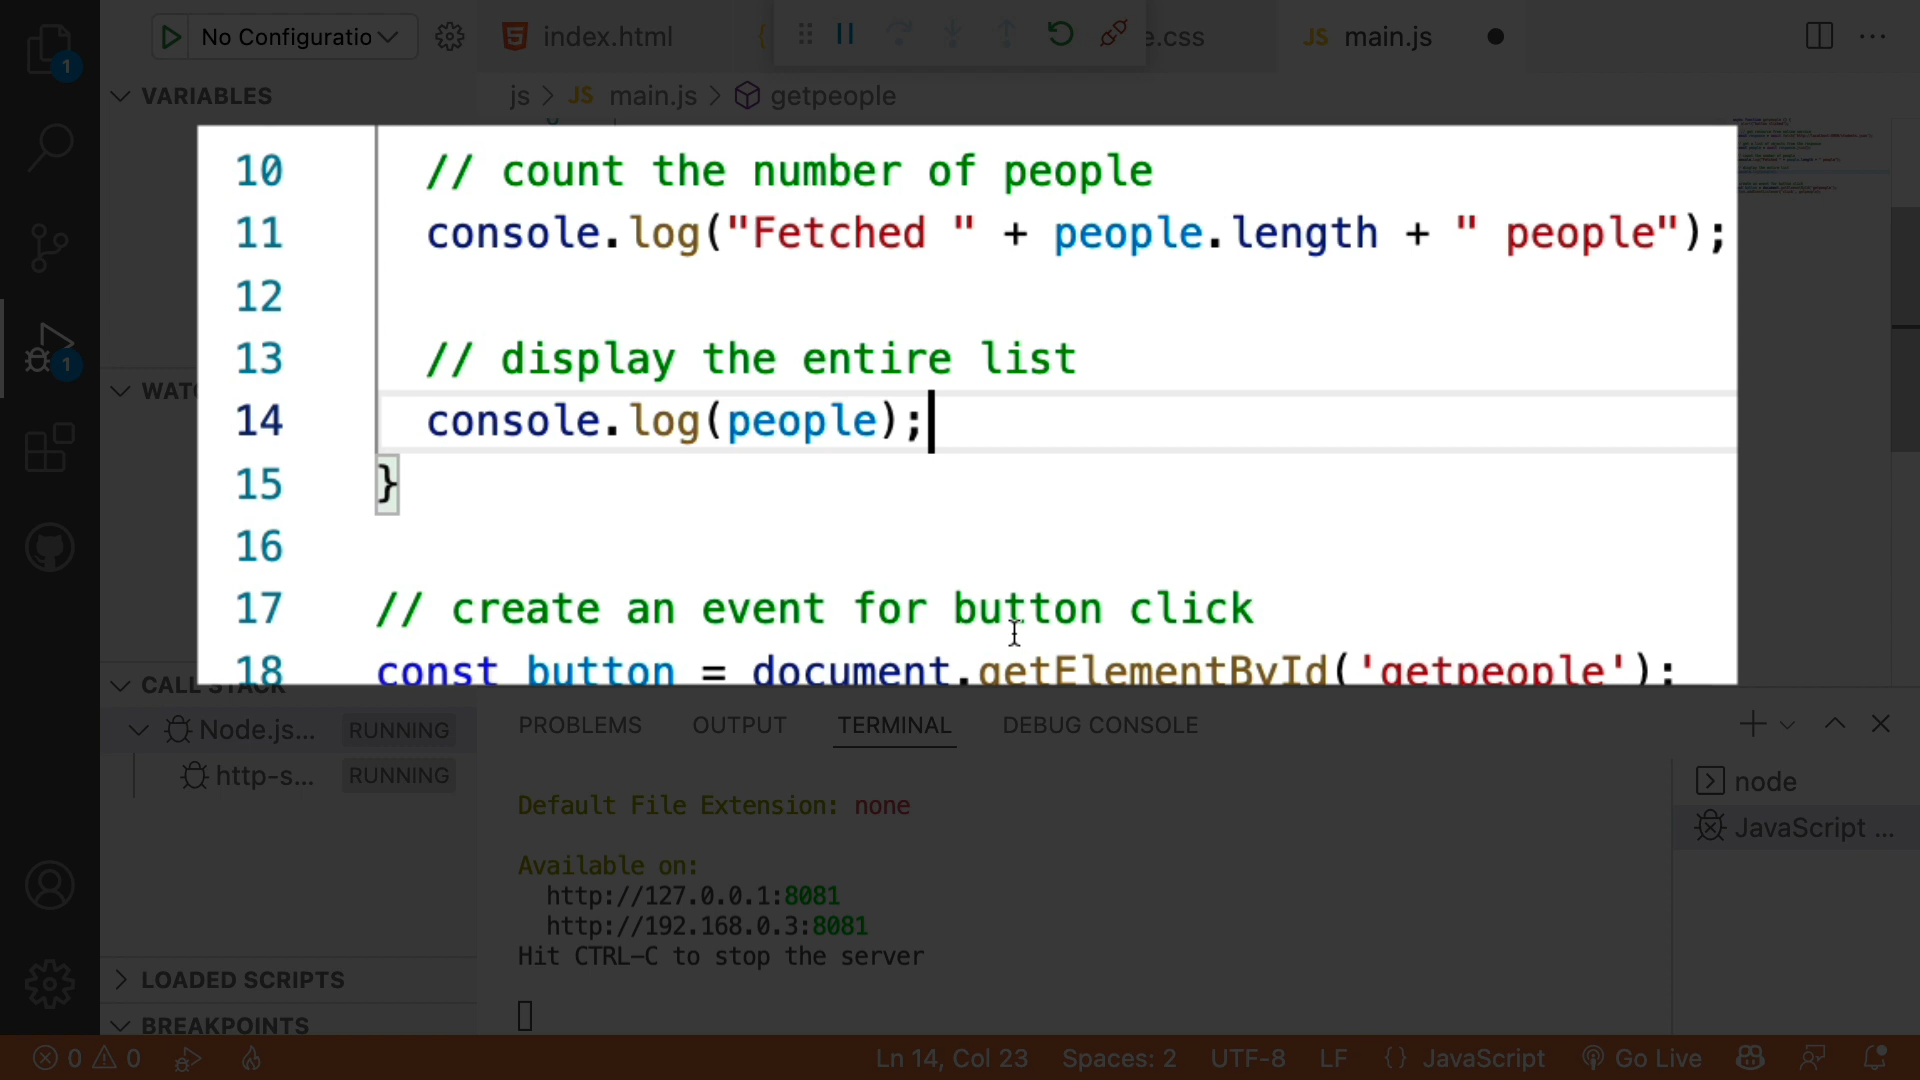 1
No Configuratio
index.html
e.css
JS main.js
VARIABLES
js > JS main.js > getpeople
10 // count the number of people
11 console.log("Fetched " + people.length + " people");
12
13 // display the entire list
14 console.log(people);
15 }
16
17 // create an event for button click
18 const button = document.getElementById('getpeople');
1
WATC
CALL STACK
Node.js... RUNNING
http-s... RUNNING
PROBLEMS OUTPUT TERMINAL DEBUG CONSOLE
Default File Extension: none
Available on:
http://127.0.0.1:8081
http://192.168.0.3:8081
Hit CTRL-C to stop the server
node
JavaScript ...
LOADED SCRIPTS
BREAKPOINTS
0 0 Ln 14, Col 23 Spaces: 2 UTF-8 LF {} JavaScript Go Live